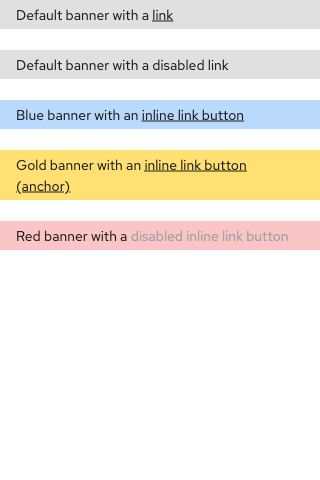 Default banner with a link
Default banner with a disabled link
Blue banner with an inline link button
Gold banner with an inline link button
(anchor)
Red banner with a disabled inline link button